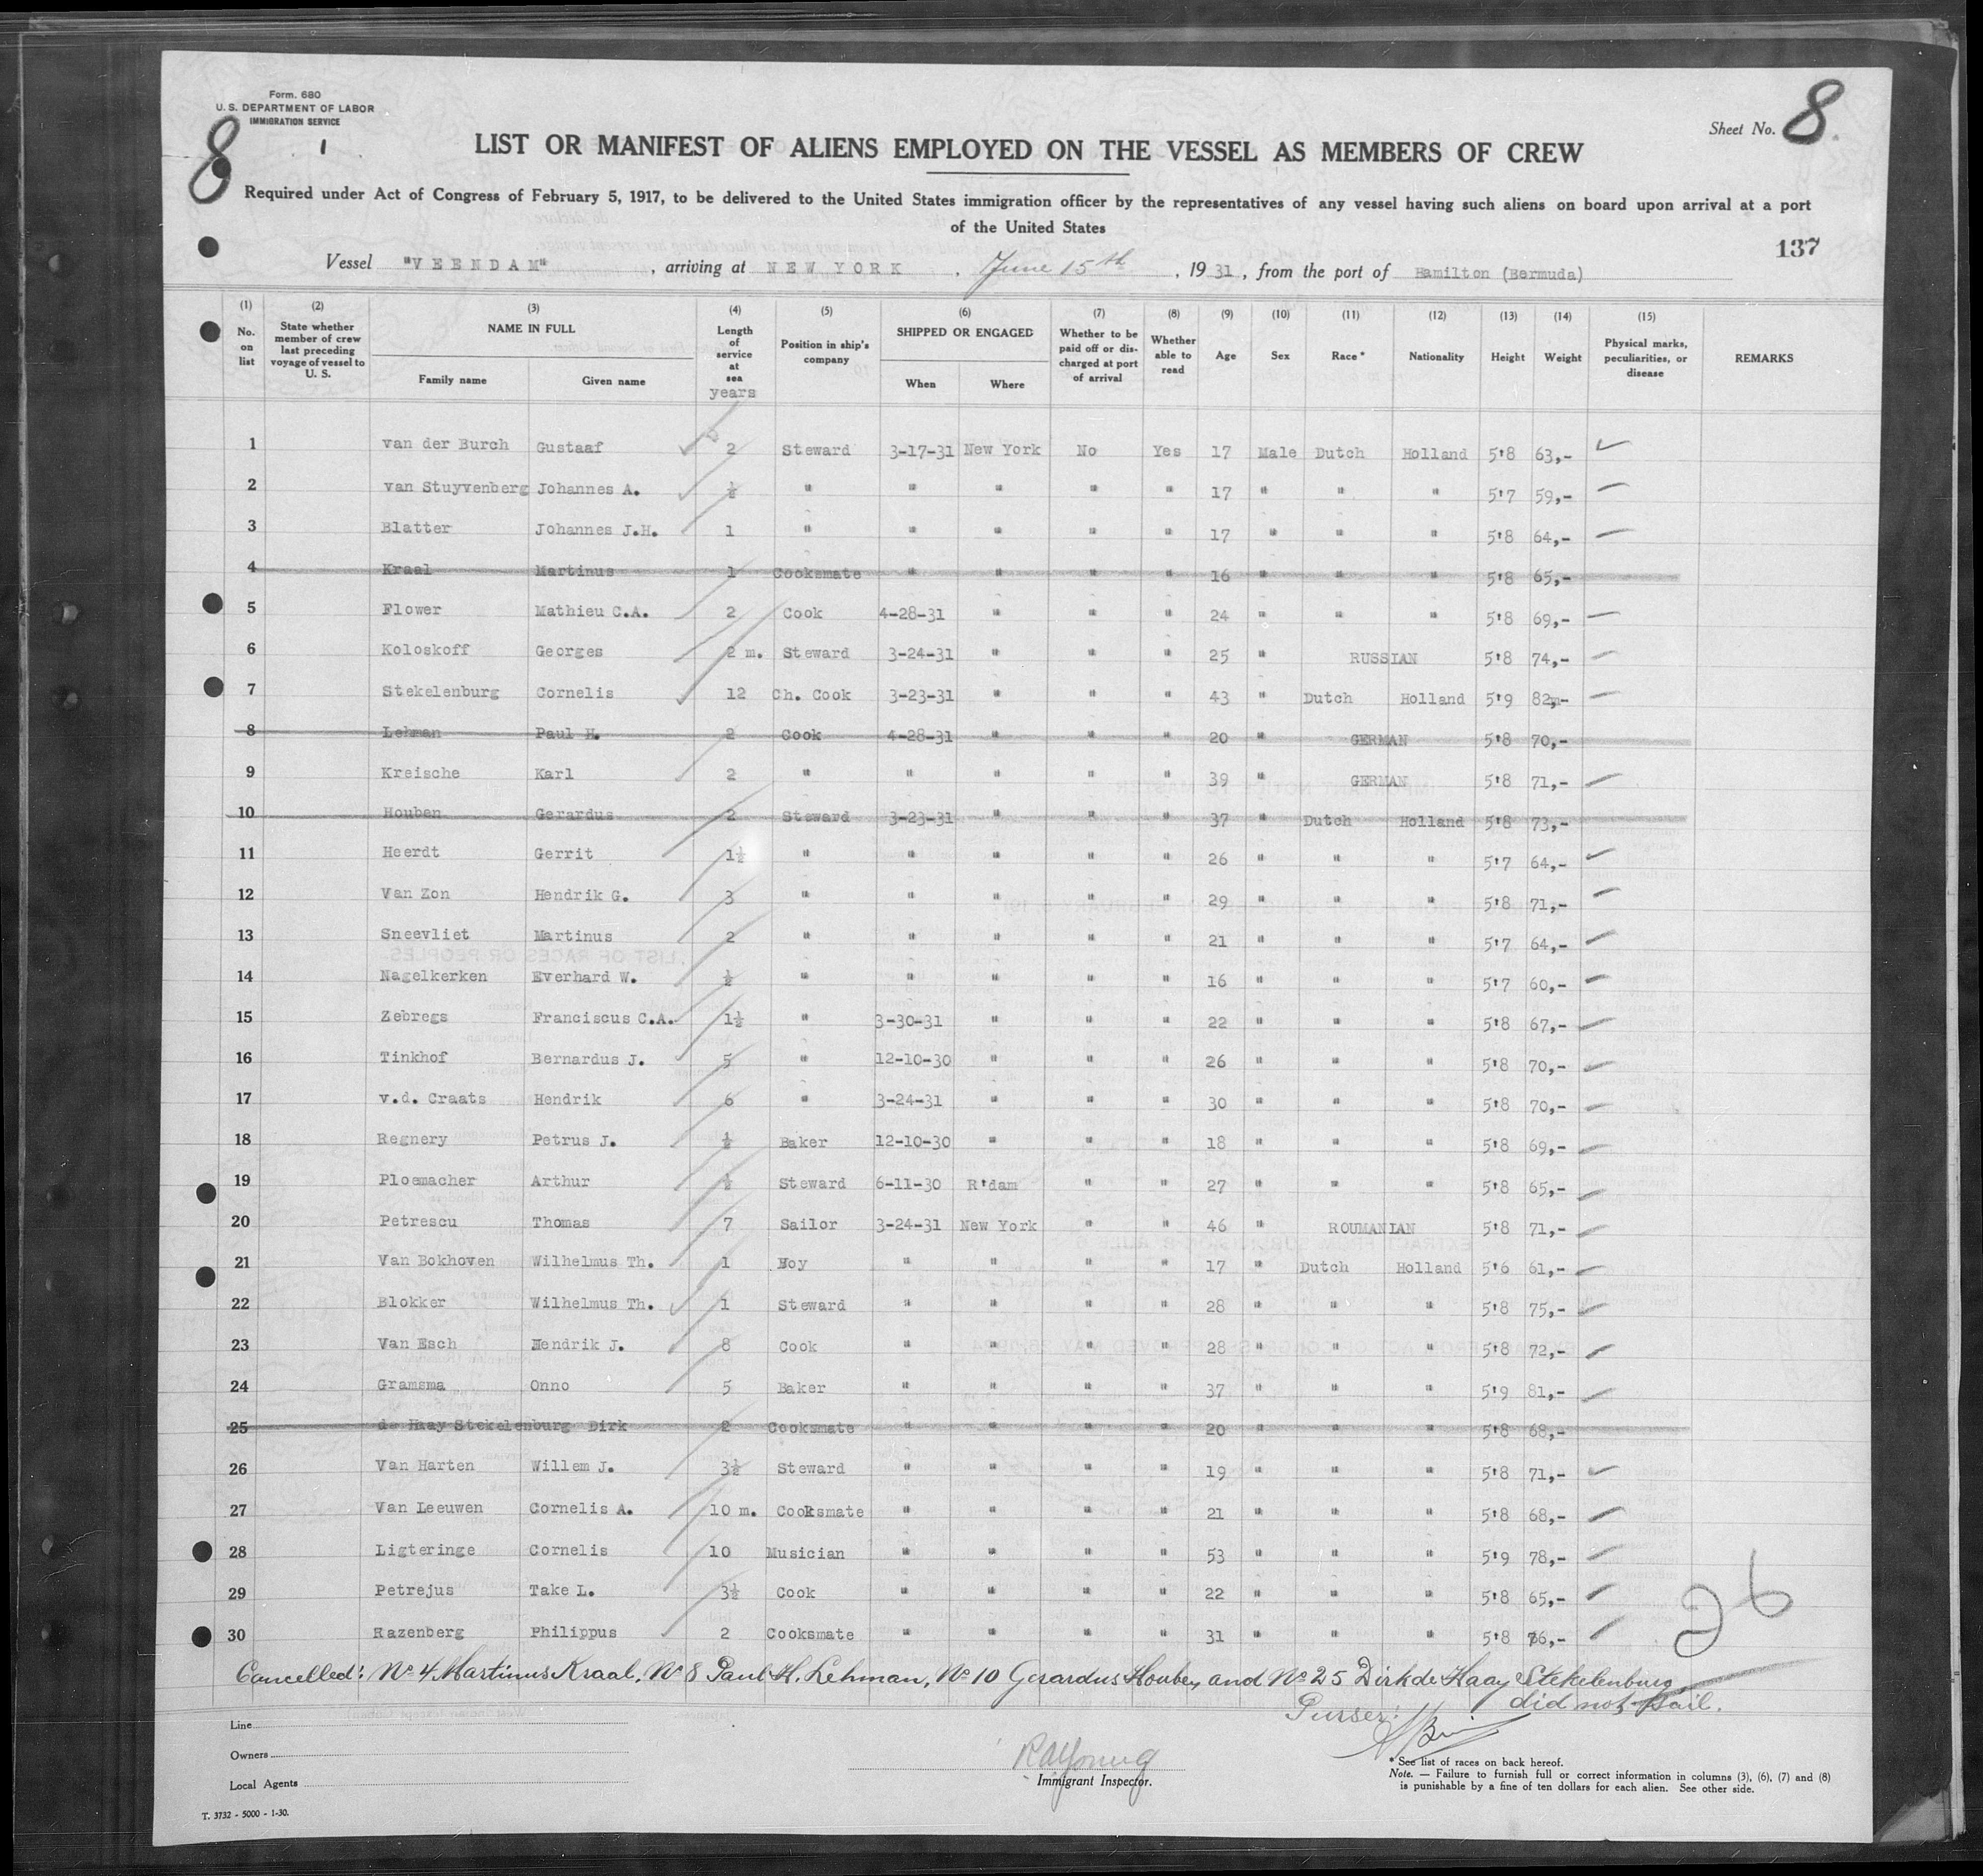 Form. 680
U. S. DEPARTMENT OF LABOR
IMMIGRATION SERVICE
8
1
Sheet No. 8
LIST OR MANIFEST OF ALIENS EMPLOYED ON THE VESSEL AS MEMBERS OF CREW
Required under Act of Congress of February 5, 1917, to be delivered to the United States immigration officer by the representatives of any vessel having such aliens on board upon arrival at a port
of the United States
137
Vessel "VEENDAM", arriving at NEW YORK, June 15th, 1931, from the port of Hamilton (Bermuda)
(1) No. on list (2) State whether member of crew last preceding voyage of vessel to U. S. (3) NAME IN FULL Family name Given name (4) Length of service at sea years (5) Position in ship's company (6) SHIPPED OR ENGAGED When Where (7) Whether to be paid off or discharged at port of arrival (8) Whether able to read (9) Age (10) Sex (11) Race* (12) Nationality (13) Height (14) Weight (15) Physical marks, peculiarities, or disease REMARKS
1 van der Burch Gustaaf 2 Steward 3-17-31 New York No Yes 17 Male Dutch Holland 5'8 63,-
2 van Stuyvenberg Johannes A. ½ " " " " " 17 " " " 5'7 59,-
3 Blatter Johannes J.H. 1 " " " " " 17 " " " 5'8 64,-
4 Kraal Martinus 1 Cooksmate " " " " 16 " " " 5'8 65,-
5 Flower Mathieu C.A. 2 Cook 4-28-31 " " " 24 " " " 5'8 69,-
6 Koloskoff Georges 2 m. Steward 3-24-31 " " " 25 " RUSSIAN 5'8 74,-
7 Stekelenburg Cornelis 12 Ch. Cook 3-23-31 " " " 43 " Dutch Holland 5'9 82,-
8 Lehman Paul H. 2 Cook 4-28-31 " " " 20 " GERMAN 5'8 70,-
9 Kreische Karl 2 " " " " " 39 " GERMAN 5'8 71,-
10 Houben Gerardus 2 Steward 3-23-31 " " " 37 " Dutch Holland 5'8 73,-
11 Heerdt Gerrit 1½ " " " " " 26 " " " 5'7 64,-
12 Van Zon Hendrik G. 3 " " " " " 29 " " " 5'8 71,-
13 Sneevliet Martinus 2 " " " " " 21 " " " 5'7 64,-
14 Nagelkerken Everhard W. ½ " " " " " 16 " " " 5'7 60,-
15 Zebregs Franciscus C.A. 1½ " 3-30-31 " " " 22 " " " 5'8 67,-
16 Tinkhof Bernardus J. 5 " 12-10-30 " " " 26 " " " 5'8 70,-
17 v.d. Craats Hendrik 6 " 3-24-31 " " " 30 " " " 5'8 70,-
18 Regnery Petrus J. ½ Baker 12-10-30 " " " 18 " " " 5'8 69,-
19 Ploemacher Arthur ½ Steward 6-11-30 R'dam " " 27 " " " 5'8 65,-
20 Petrescu Thomas 7 Sailor 3-24-31 New York " " 46 " ROUMANIAN 5'8 71,-
21 Van Bokhoven Wilhelmus Th. 1 Boy " " " " 17 " Dutch Holland 5'6 61,-
22 Blokker Wilhelmus Th. 1 Steward " " " " 28 " " " 5'8 75,-
23 Van Esch Hendrik J. 8 Cook " " " " 28 " " " 5'8 72,-
24 Gramsma Onno 5 Baker " " " " 37 " " " 5'9 81,-
25 de Haay Stekelenburg Dirk 2 Cooksmate " " " " 20 " " " 5'8 68,-
26 Van Harten Willem J. 3½ Steward " " " " 19 " " " 5'8 71,-
27 Van Leeuwen Cornelis A. 10 m. Cooksmate " " " " 21 " " " 5'8 68,-
28 Ligteringe Cornelis 10 Musician " " " " 53 " " " 5'9 78,-
29 Petrejus Take L. 3½ Cook " " " " 22 " " " 5'8 65,-
30 Razenberg Philippus 2 Cooksmate " " " " 31 " " " 5'8 76,-
26
Cancelled: No 4 Martinus Kraal, No 8 Paul H. Lehman, No 10 Gerardus Houben and No 25 Dirk de Haay Stekelenburg
did not sail.
Purser:
Line
Owners
Local Agents
RAYoung
Immigrant Inspector.
* See list of races on back hereof.
Note. — Failure to furnish full or correct information in columns (3), (6), (7) and (8)
is punishable by a fine of ten dollars for each alien. See other side.
T. 3732 - 5000 - 1-30.